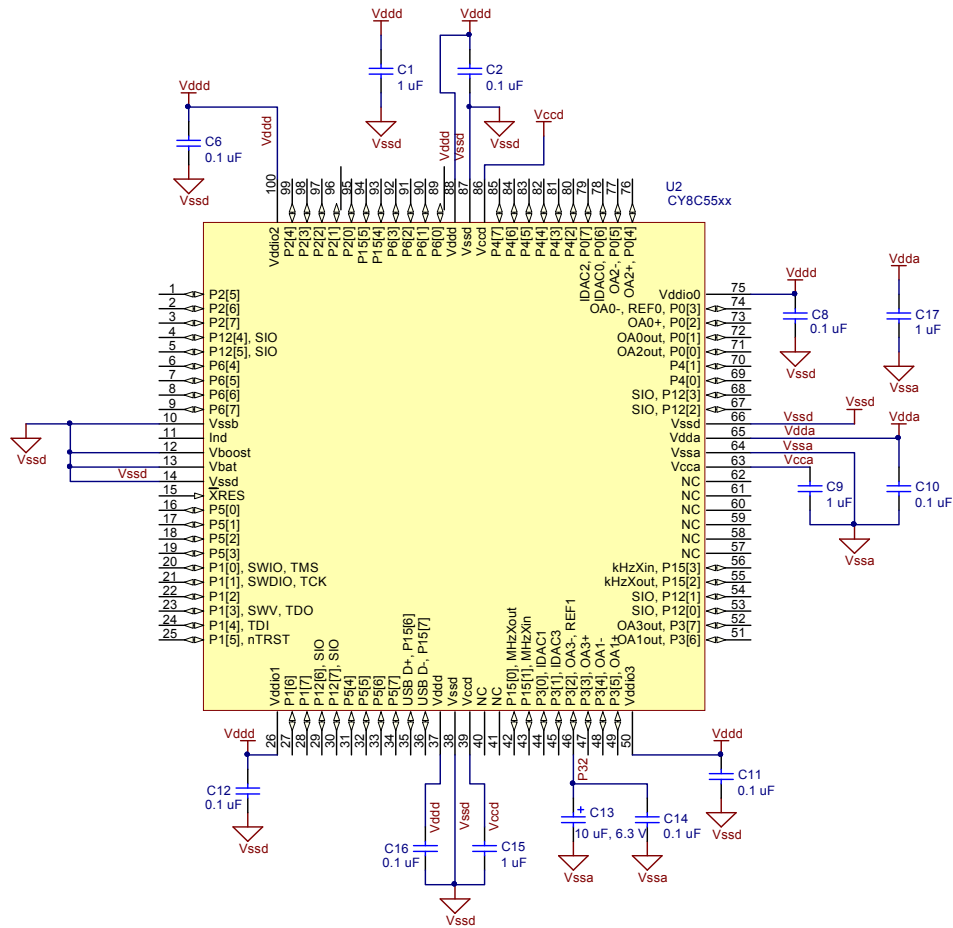 Vddd
C1
1 uF
Vssd
Vddd
C2
0.1 uF
Vssd
Vddd
C6
0.1 uF
Vssd
Vddd
Vddd
Vssd
Vccd
U2
CY8C55xx
100
99
98
97
96
95
94
93
92
91
90
89
88
87
86
85
84
83
82
81
80
79
78
77
76
Vddio2
P2[4]
P2[3]
P2[2]
P2[1]
P2[0]
P15[5]
P15[4]
P6[3]
P6[2]
P6[1]
P6[0]
Vddd
Vssd
Vccd
P4[7]
P4[6]
P4[5]
P4[4]
P4[3]
P4[2]
IDAC2, P0[7]
IDAC0, P0[6]
OA2-, P0[5]
OA2+, P0[4]
1 P2[5]
2 P2[6]
3 P2[7]
4 P12[4], SIO
5 P12[5], SIO
6 P6[4]
7 P6[5]
8 P6[6]
9 P6[7]
10 Vssb
11 Ind
12 Vboost
13 Vbat
14 Vssd
15 XRES
16 P5[0]
17 P5[1]
18 P5[2]
19 P5[3]
20 P1[0], SWIO, TMS
21 P1[1], SWDIO, TCK
22 P1[2]
23 P1[3], SWV, TDO
24 P1[4], TDI
25 P1[5], nTRST
Vssd
Vssd
Vddio0 75
OA0-, REF0, P0[3] 74
OA0+, P0[2] 73
OA0out, P0[1] 72
OA2out, P0[0] 71
P4[1] 70
P4[0] 69
SIO, P12[3] 68
SIO, P12[2] 67
Vssd 66
Vdda 65
Vssa 64
Vcca 63
NC 62
NC 61
NC 60
NC 59
NC 58
NC 57
kHzXin, P15[3] 56
kHzXout, P15[2] 55
SIO, P12[1] 54
SIO, P12[0] 53
OA3out, P3[7] 52
OA1out, P3[6] 51
Vddd
C8
0.1 uF
Vssd
Vdda
C17
1 uF
Vssa
Vssd
Vssd
Vdda
Vdda
Vssa
Vcca
C9
1 uF
C10
0.1 uF
Vssa
Vddio1
P1[6]
P1[7]
P12[6], SIO
P12[7], SIO
P5[4]
P5[5]
P5[6]
P5[7]
USB D+, P15[6]
USB D-, P15[7]
Vddd
Vssd
Vccd
NC
NC
P15[0], MHzXout
P15[1], MHzXin
P3[0], IDAC1
P3[1], IDAC3
P3[2], OA3-, REF1
P3[3], OA3+
P3[4], OA1-
P3[5], OA1+
Vddio3
26
27
28
29
30
31
32
33
34
35
36
37
38
39
40
41
42
43
44
45
46
47
48
49
50
Vddd
C12
0.1 uF
Vssd
Vddd
Vssd
Vccd
C16
0.1 uF
C15
1 uF
Vssd
P32
+
C13
10 uF, 6.3 V
Vssa
C14
0.1 uF
Vssa
Vddd
C11
0.1 uF
Vssd